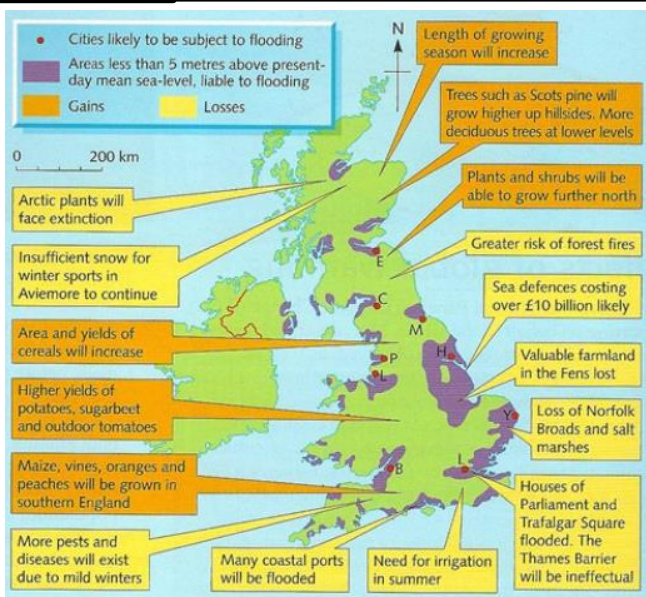 Cities likely to be subject to flooding
Areas less than 5 metres above present-
day mean sea-level, liable to flooding
Gains
Losses
0 200 km
N
Length of growing
season will increase
Trees such as Scots pine will
grow higher up hillsides. More
deciduous trees at lower levels
Arctic plants will
face extinction
Plants and shrubs will be
able to grow further north
Insufficient snow for
winter sports in
Aviemore to continue
Greater risk of forest fires
Sea defences costing
over £10 billion likely
Area and yields of
cereals will increase
Valuable farmland
in the Fens lost
Higher yields of
potatoes, sugarbeet
and outdoor tomatoes
Loss of Norfolk
Broads and salt
marshes
Maize, vines, oranges and
peaches will be grown in
southern England
Houses of
Parliament and
Trafalgar Square
flooded. The
Thames Barrier
will be ineffectual
More pests and
diseases will exist
due to mild winters
Many coastal ports
will be flooded
Need for irrigation
in summer
E
C
M
P
H
L
Y
B
L